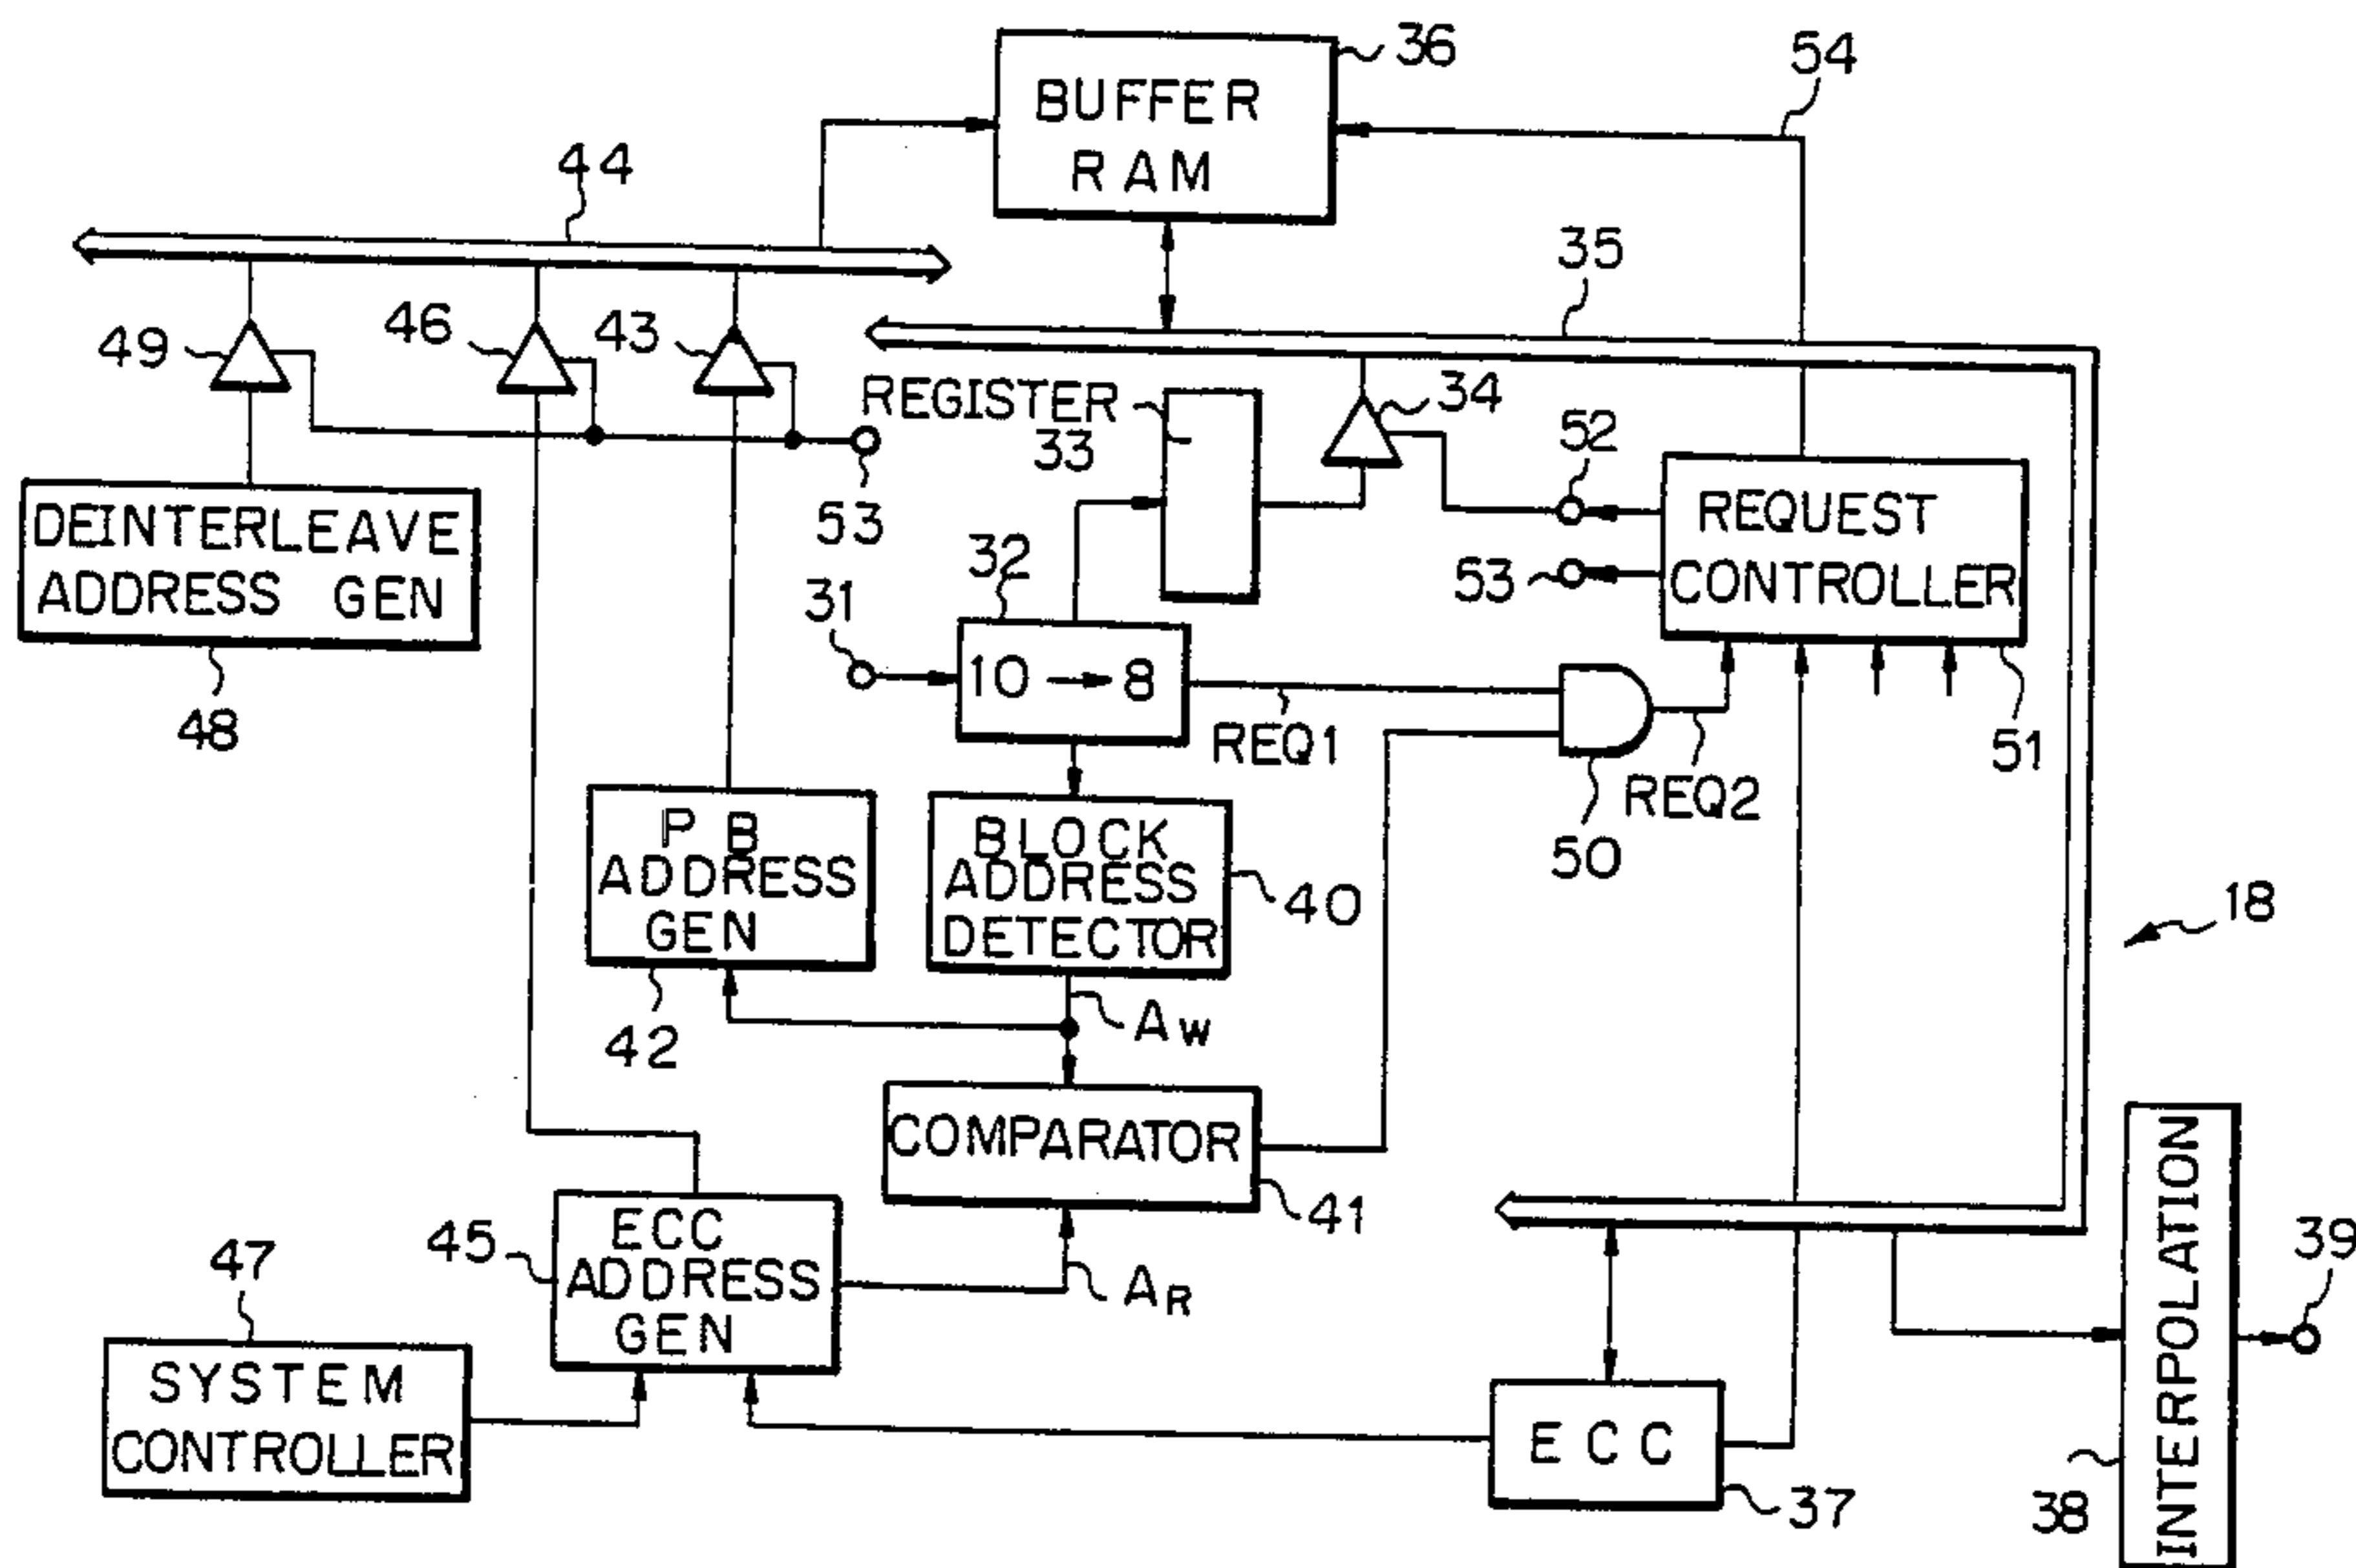 36
BUFFER
RAM
54
44
35
49
46
43
REGISTER
33
34
52
53
53
REQUEST
CONTROLLER
51
DEINTERLEAVE
ADDRESS GEN
48
31
32
10 → 8
REQ1
50
REQ2
P B
ADDRESS
GEN
42
BLOCK
ADDRESS
DETECTOR
40
18
AW
COMPARATOR
41
45
ECC
ADDRESS
GEN
AR
47
SYSTEM
CONTROLLER
ECC
37
INTERPOLATION
38
39